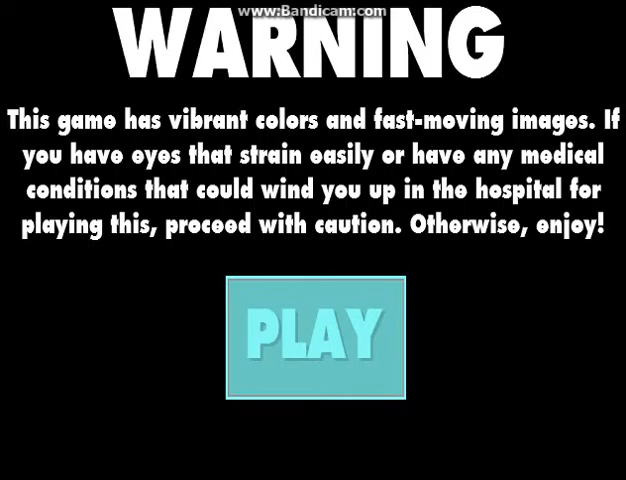 www.Bandicam.com
WARNING
This game has vibrant colors and fast-moving images. If
you have eyes that strain easily or have any medical
conditions that could wind you up in the hospital for
playing this, proceed with caution. Otherwise, enjoy!
PLAY